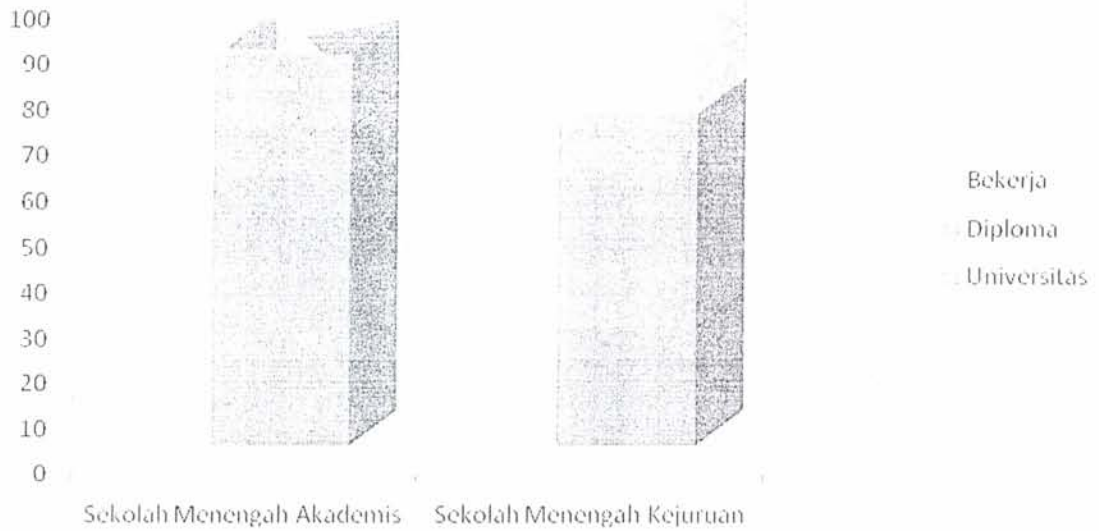 100
90
80
70
60
50
40
30
20
10
0
Sekolah Menengah Akademis
Sekolah Menengah Kejuruan
Bekerja
Diploma
Universitas